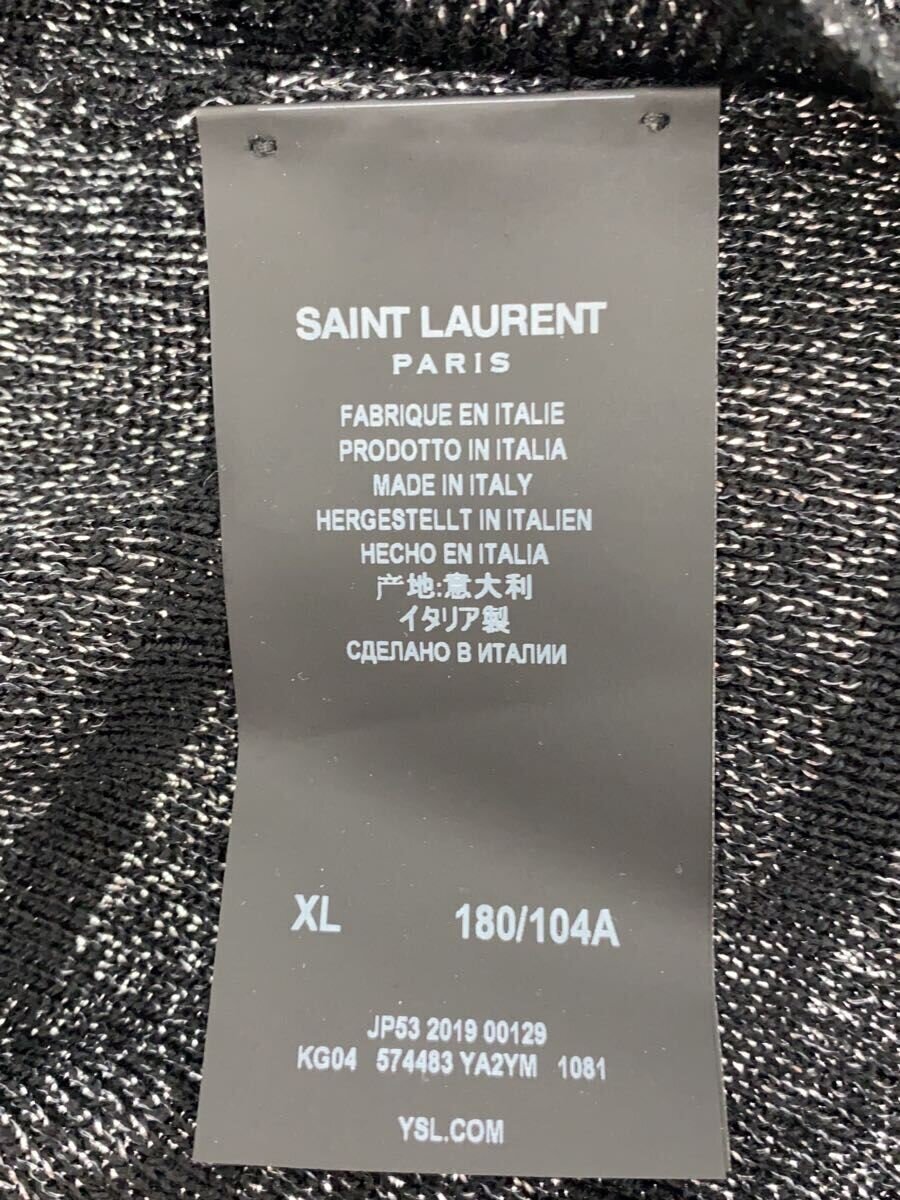 SAINT LAURENT
PARIS
FABRIQUE EN ITALIE
PRODOTTO IN ITALIA
MADE IN ITALY
HERGESTELLT IN ITALIEN
HECHO EN ITALIA
产地:意大利
イタリア製
СДЕЛАНО В ИТАЛИИ
XL 180/104A
JP53 2019 00129
KG04 574483 YA2YM 1081
YSL.COM